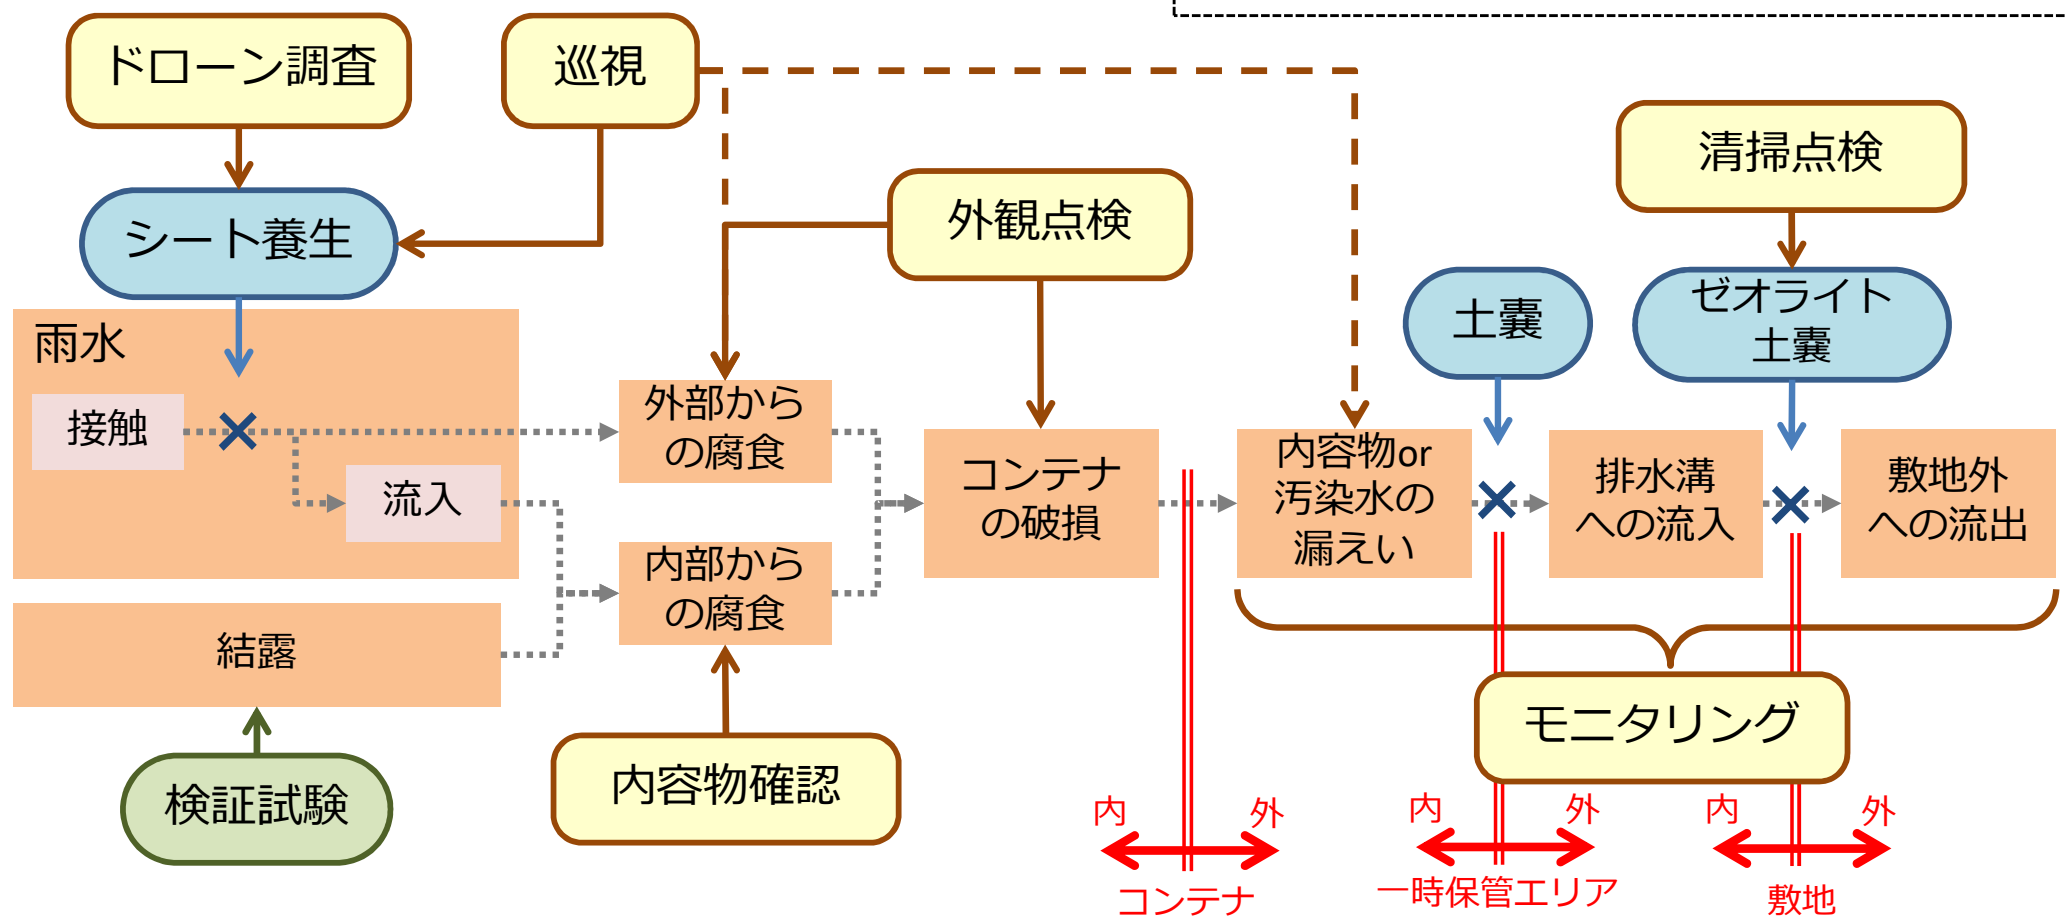 ドローン調査
巡視
清掃点検
外観点検
シート養生
土嚢
ゼオライト
土嚢
雨水
接触
流入
外部から
の腐食
内部から
の腐食
コンテナ
の破損
内容物or
汚染水の
漏えい
排水溝
への流入
敷地外
への流出
結露
検証試験
内容物確認
モニタリング
内
外
コンテナ
内
外
一時保管エリア
内
外
敷地